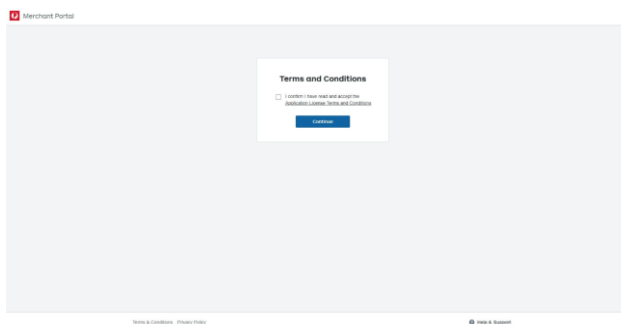 Merchant Portal
Terms and Conditions
I confirm I have read and accept the
Application License Terms and Conditions
Continue
Terms & Conditions Privacy Policy
Help & Support